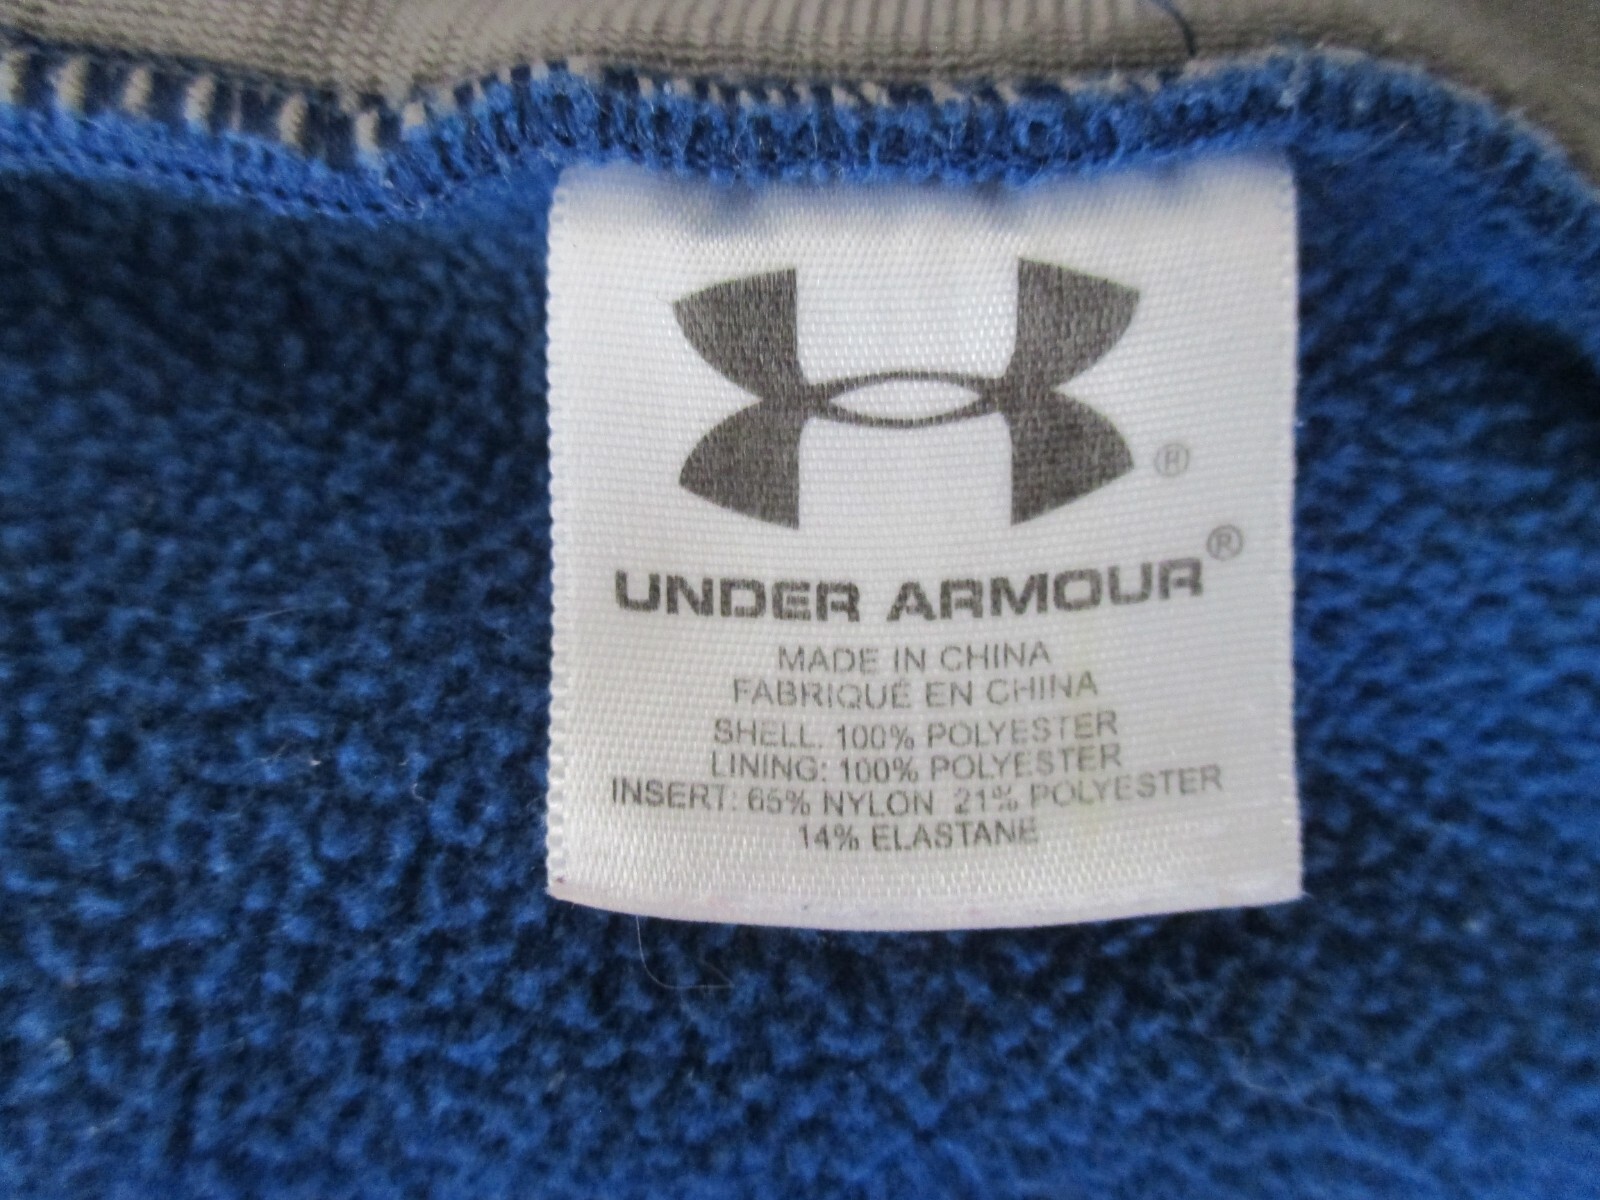 ®
UNDER ARMOUR®
MADE IN CHINA
FABRIQUÉ EN CHINA
SHELL: 100% POLYESTER
LINING: 100% POLYESTER
INSERT: 65% NYLON 21% POLYESTER
14% ELASTANE